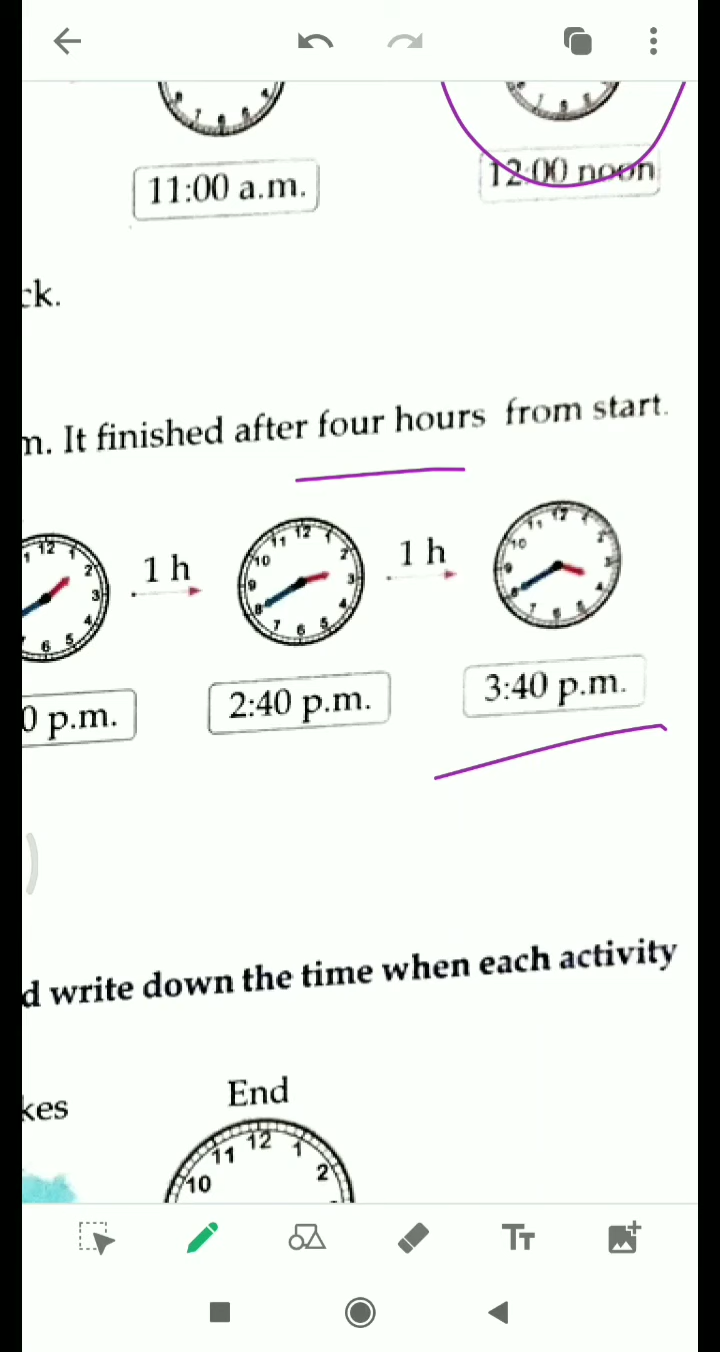 11:00 a.m.
12:00 noon
ck.
m. It finished after four hours from start.
1 h
1 h
0 p.m.
2:40 p.m.
3:40 p.m.
d write down the time when each activity
kes
End